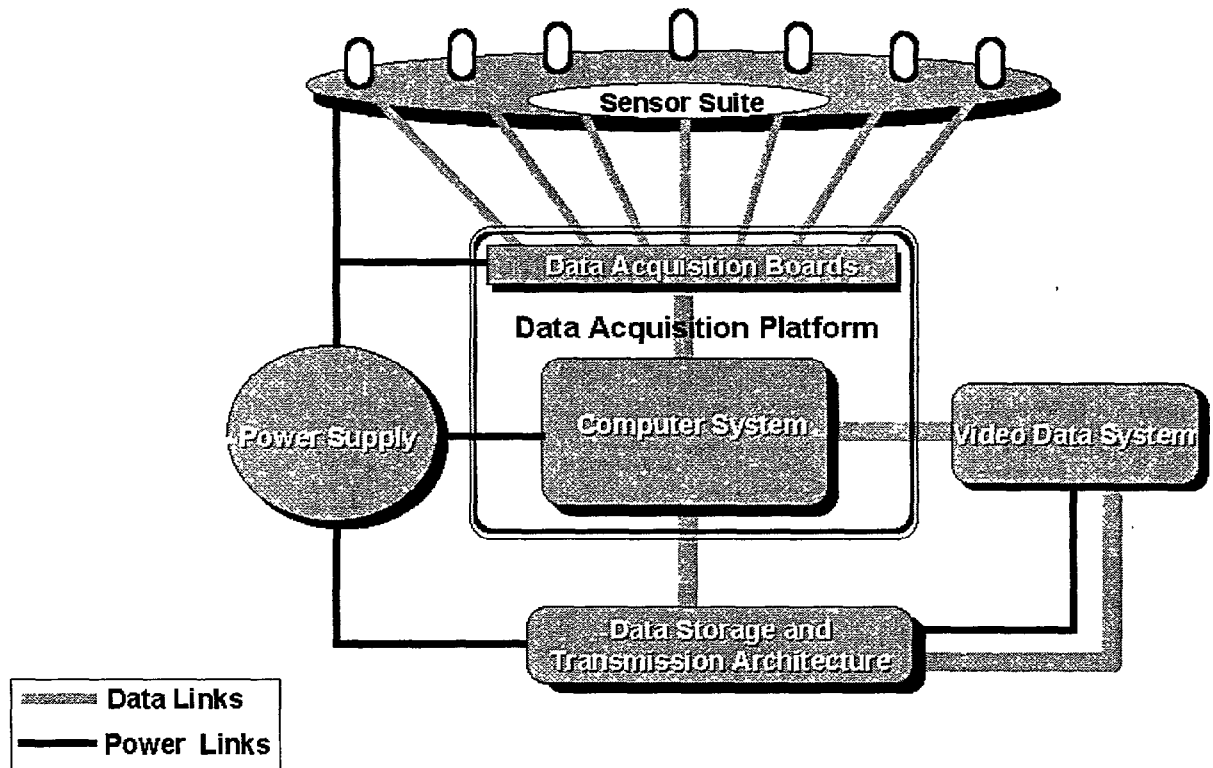 Sensor Suite
Data Acquisition Boards
Data Acquisition Platform
Power Supply
Computer System
Video Data System
Data Storage and
Transmission Architecture
Data Links
Power Links